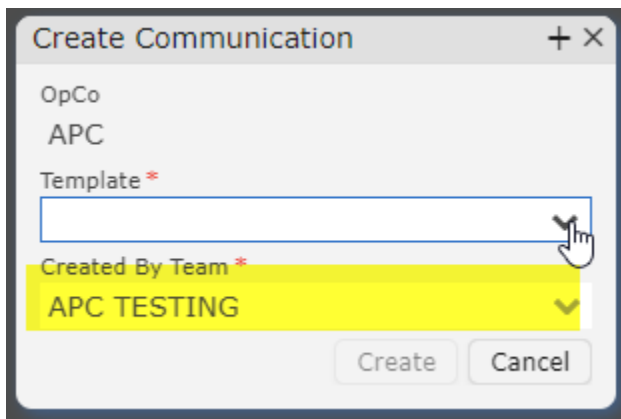 Create Communication
OpCo
APC
Template *
Created By Team *
APC TESTING
Create Cancel